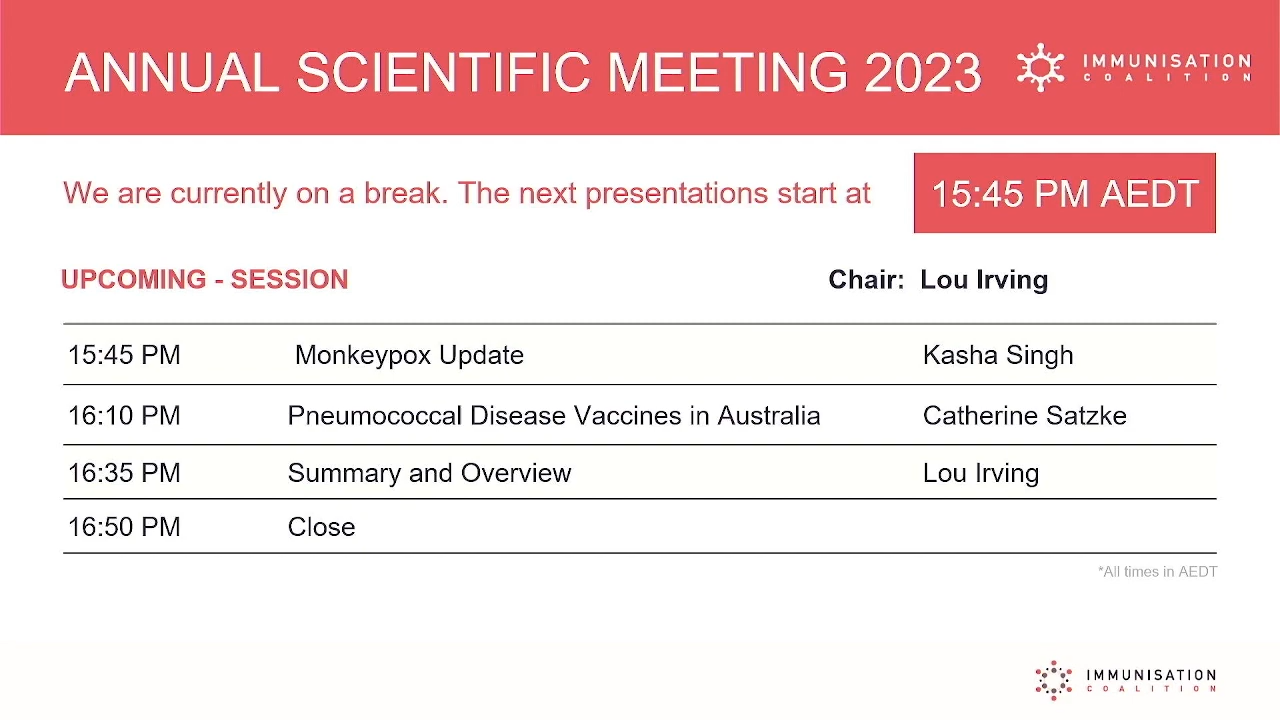 ANNUAL SCIENTIFIC MEETING 2023
IMMUNISATION
COALITION
We are currently on a break. The next presentations start at
15:45 PM AEDT
UPCOMING - SESSION
Chair: Lou Irving
15:45 PM Monkeypox Update Kasha Singh
16:10 PM Pneumococcal Disease Vaccines in Australia Catherine Satzke
16:35 PM Summary and Overview Lou Irving
16:50 PM Close
*All times in AEDT
IMMUNISATION
COALITION